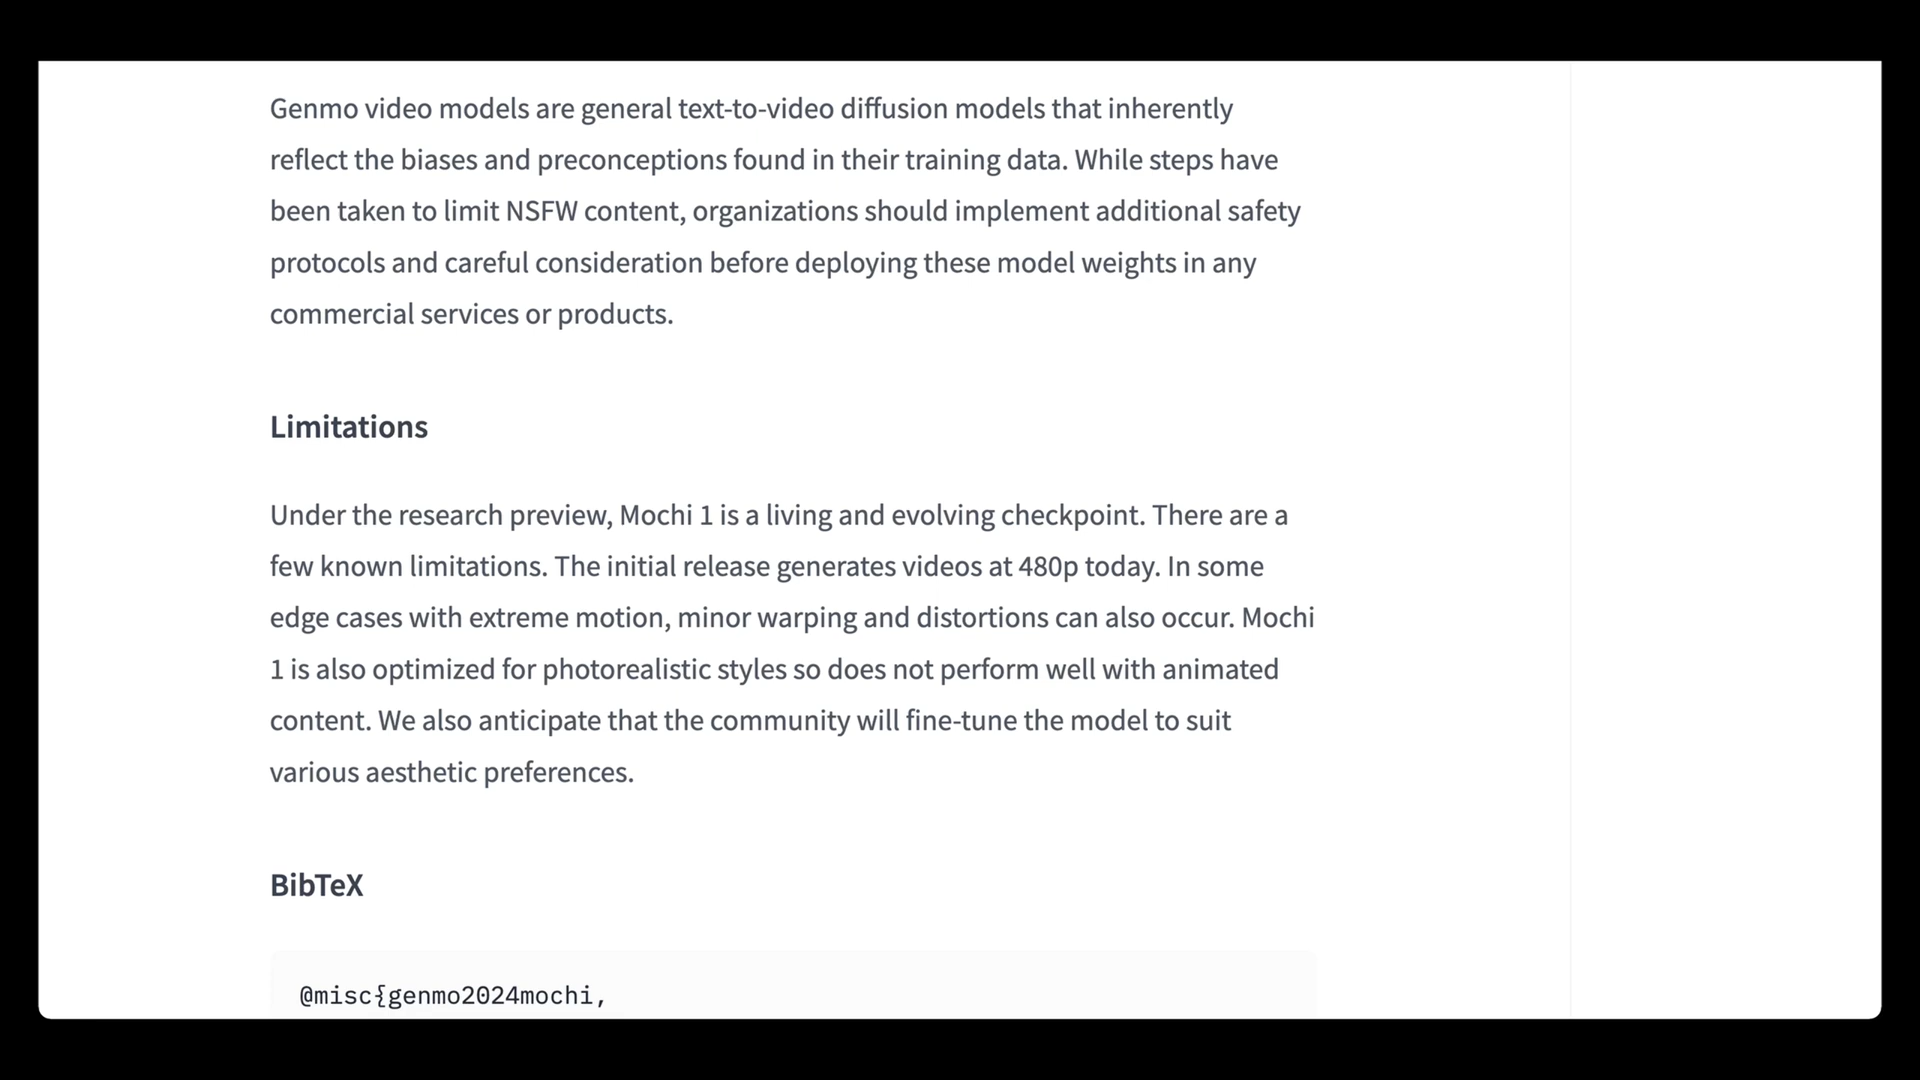 Genmo video models are general text-to-video diffusion models that inherently
reflect the biases and preconceptions found in their training data. While steps have
been taken to limit NSFW content, organizations should implement additional safety
protocols and careful consideration before deploying these model weights in any
commercial services or products.
Limitations
Under the research preview, Mochi 1 is a living and evolving checkpoint. There are a
few known limitations. The initial release generates videos at 480p today. In some
edge cases with extreme motion, minor warping and distortions can also occur. Mochi
1 is also optimized for photorealistic styles so does not perform well with animated
content. We also anticipate that the community will fine-tune the model to suit
various aesthetic preferences.
BibTeX
@misc{genmo2024mochi,